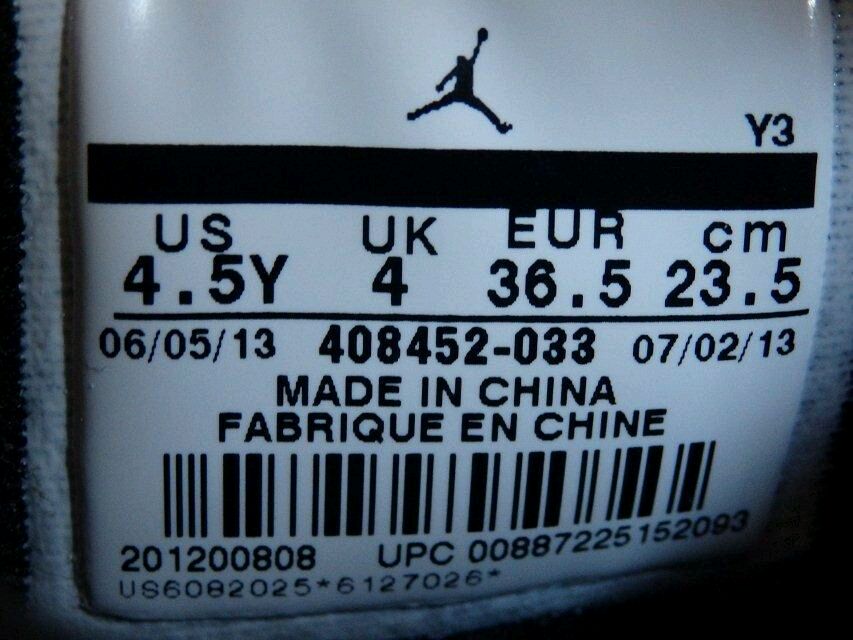 Y3
US UK EUR cm
4.5Y 4 36.5 23.5
06/05/13 408452-033 07/02/13
MADE IN CHINA
FABRIQUE EN CHINE
201200808 UPC 00887225152093
US6082025*6127026*